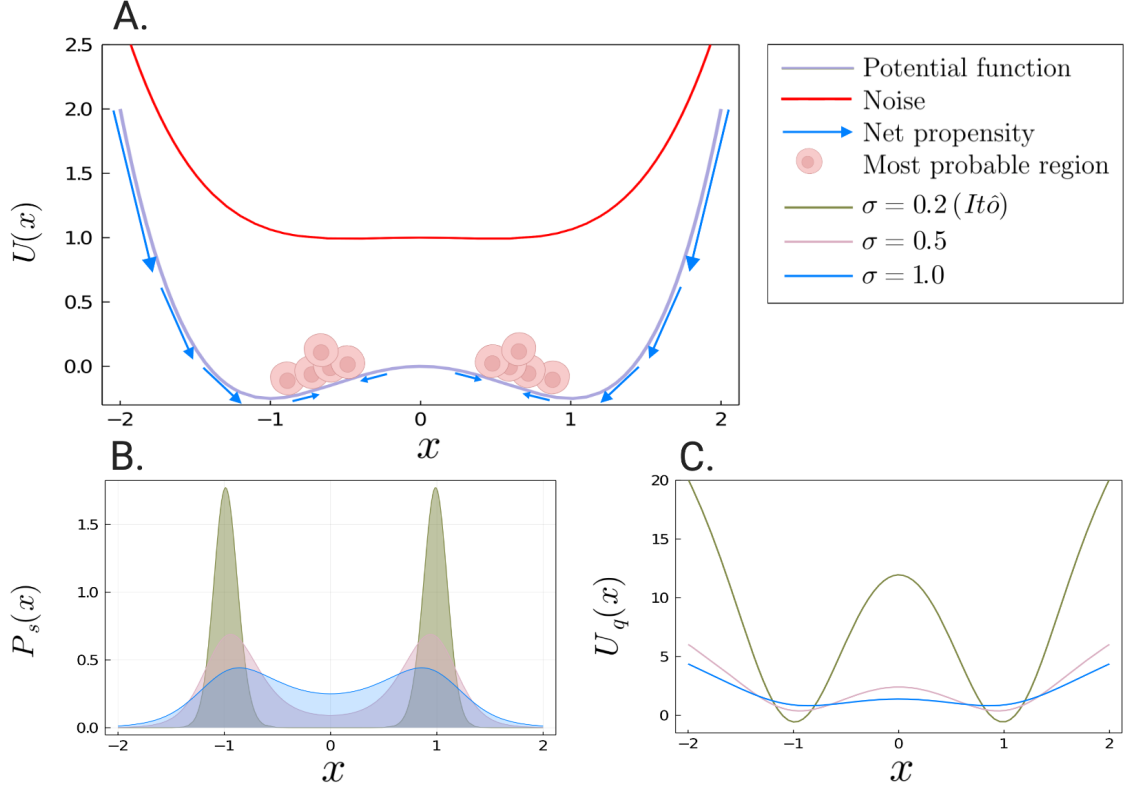 A.
U(x)
2.5
2.0
1.5
1.0
0.5
0.0
−2
−1
0
1
2
x
Potential function
Noise
Net propensity
Most probable region
σ = 0.2 (Itô)
σ = 0.5
σ = 1.0
B.
P_s(x)
1.5
1.0
0.5
0.0
−2
−1
0
1
2
x
C.
U_q(x)
20
15
10
5
0
−2
−1
0
1
2
x